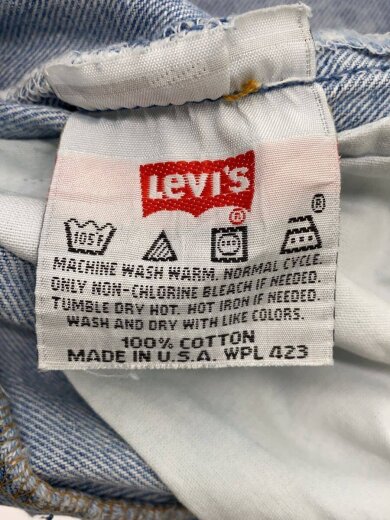 Levi's
®
®
105F
MACHINE WASH WARM. NORMAL CYCLE.
ONLY NON-CHLORINE BLEACH IF NEEDED.
TUMBLE DRY HOT. HOT IRON IF NEEDED.
WASH AND DRY WITH LIKE COLORS.
100% COTTON
MADE IN U.S.A. WPL 423